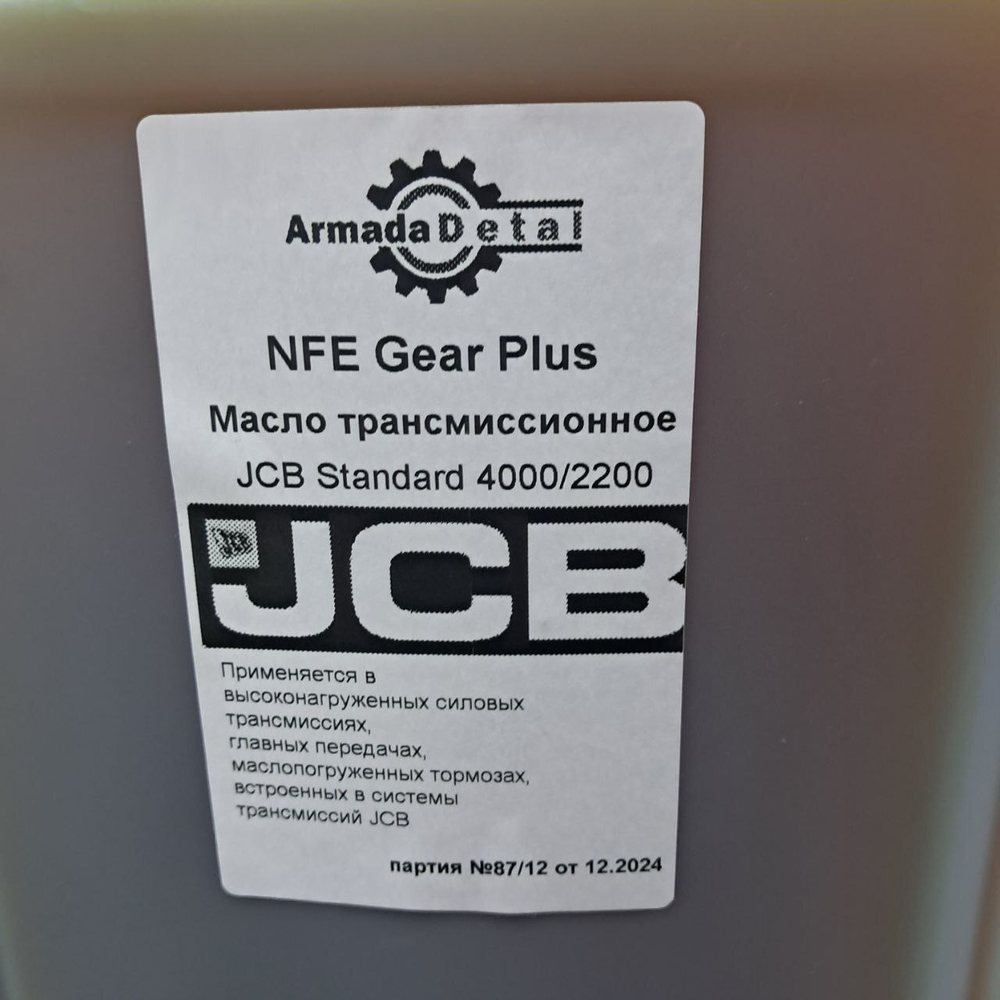 ArmadaDetal
NFE Gear Plus
Масло трансмиссионное
JCB Standard 4000/2200
JCB
Применяется в
высоконагруженных силовых
трансмиссиях,
главных передачах,
маслопогруженных тормозах,
встроенных в системы
трансмиссий JCB
партия №87/12 от 12.2024